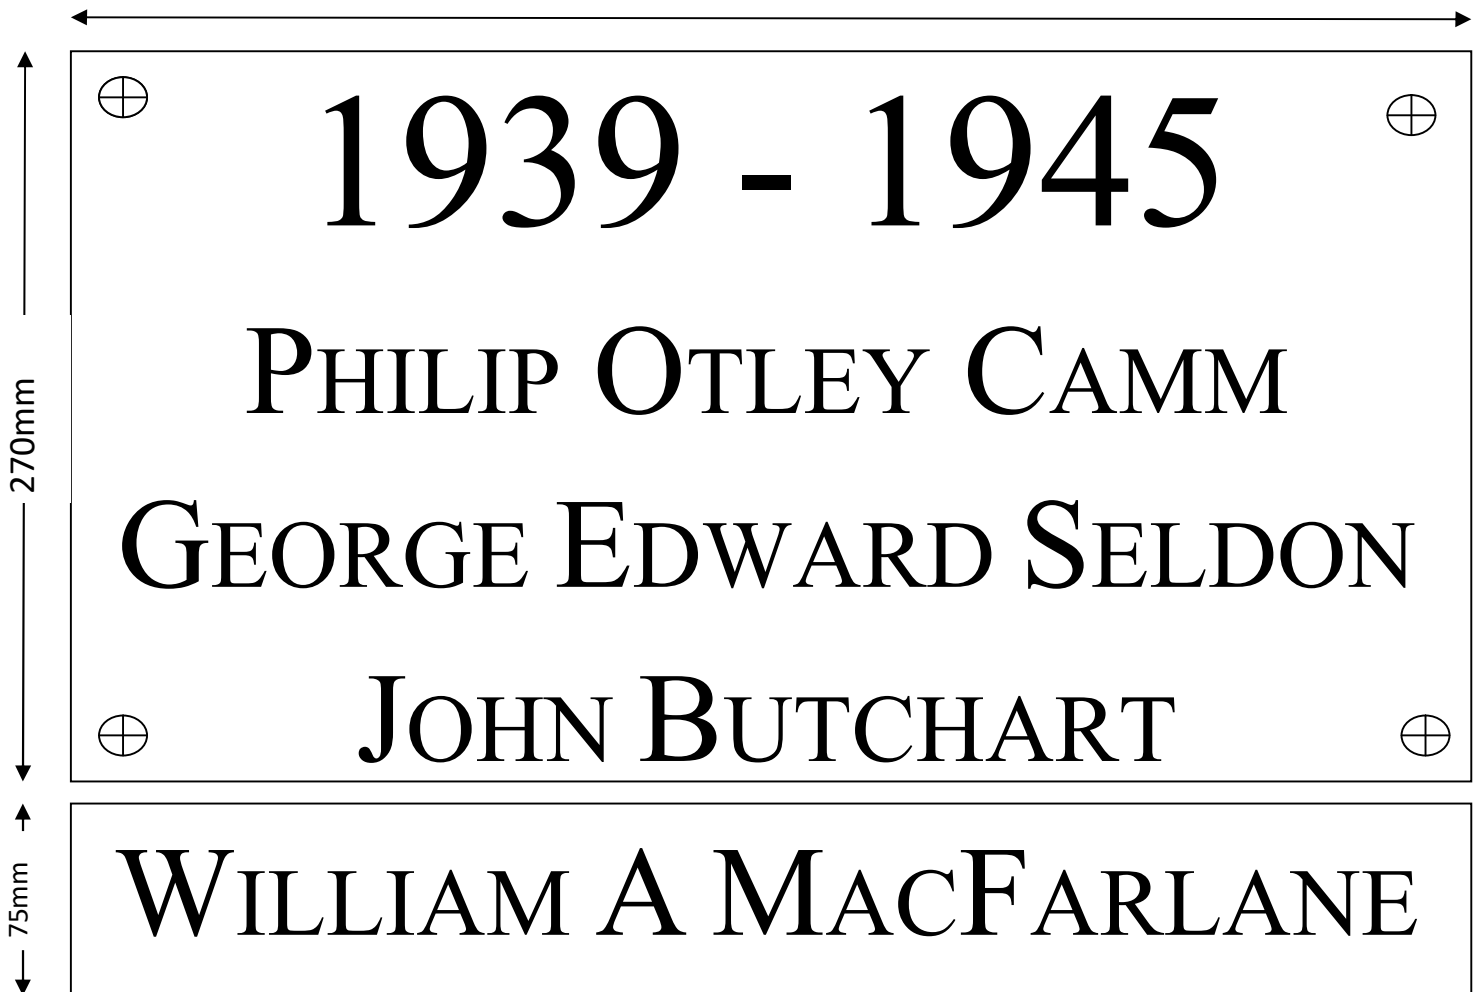 1939 - 1945
270mm
PHILIP OTLEY CAMM
GEORGE EDWARD SELDON
JOHN BUTCHART
75mm
WILLIAM A MACFARLANE